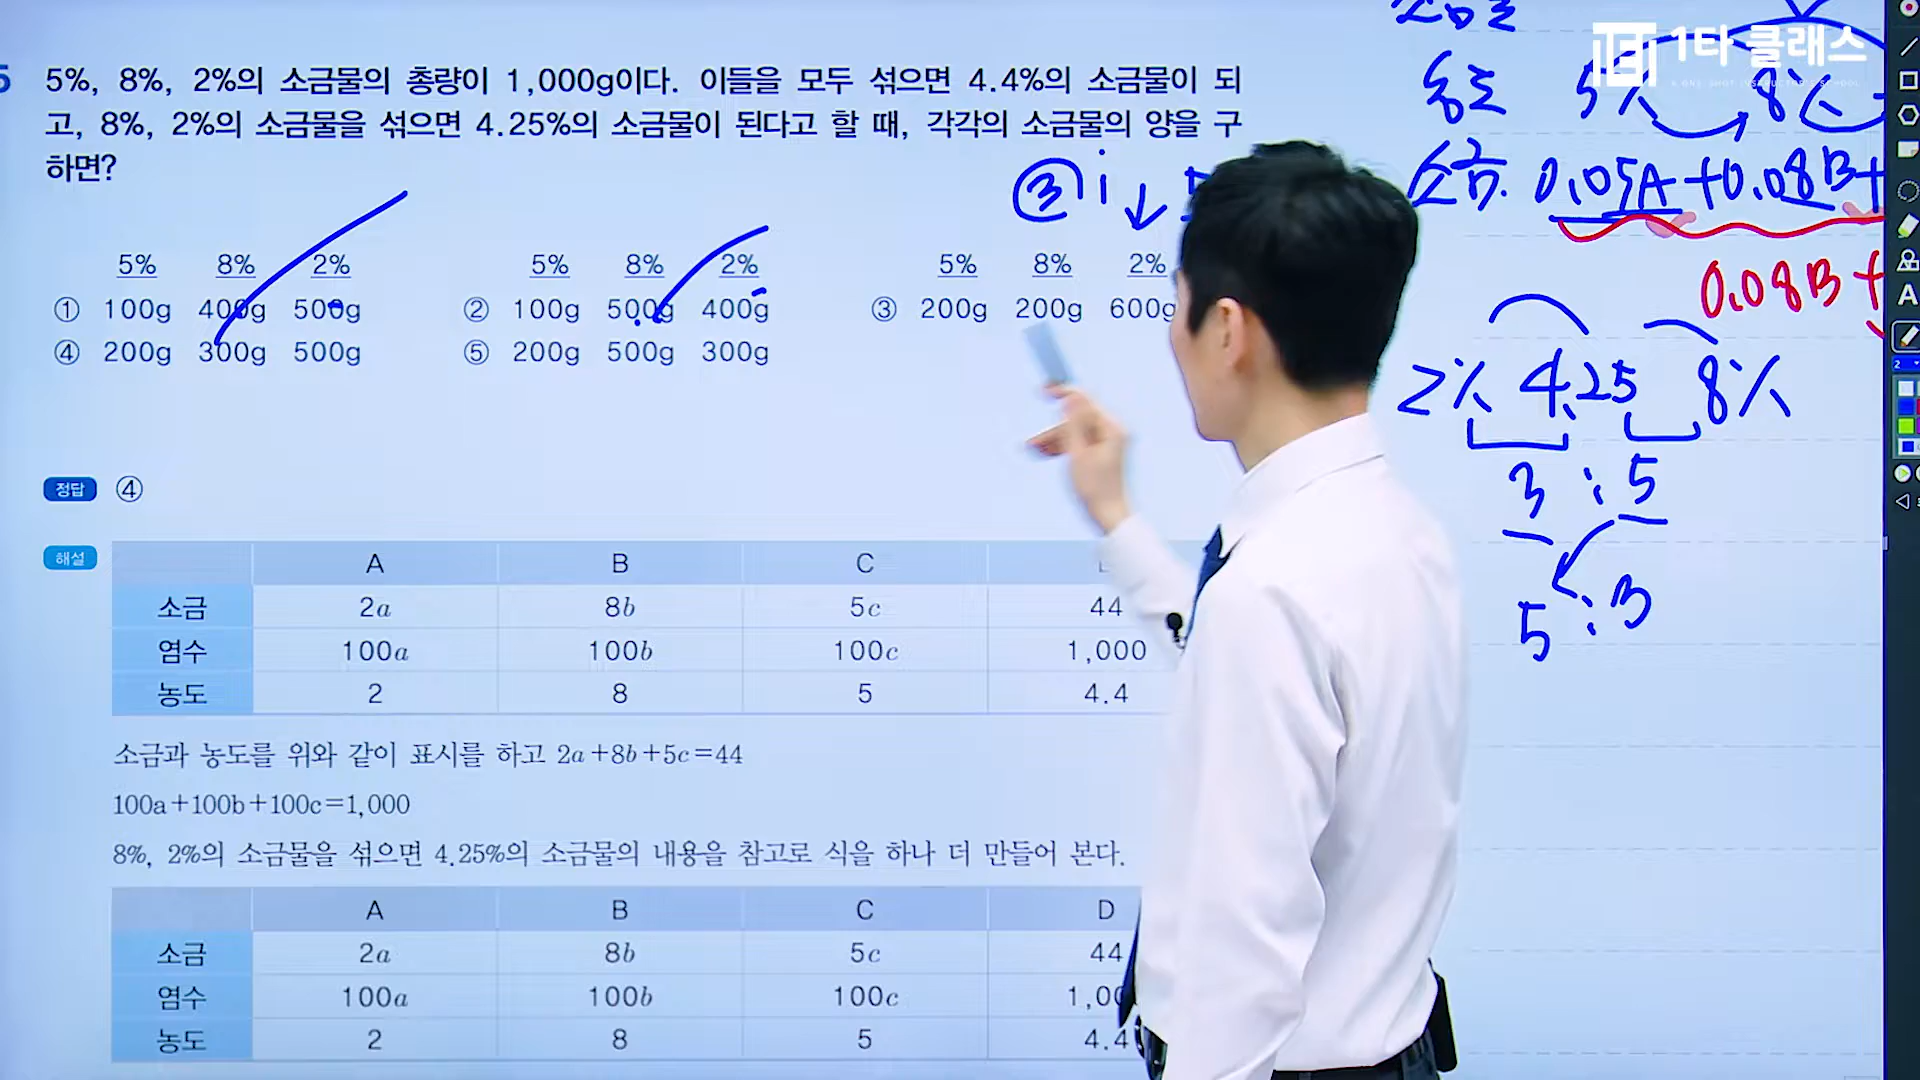 1타 클래스
5%, 8%, 2%의 소금물의 총량이 1,000g이다. 이들을 모두 섞으면 4.4%의 소금물이 되
고, 8%, 2%의 소금물을 섞으면 4.25%의 소금물이 된다고 할 때, 각각의 소금물의 양을 구
하면?
5% 8% 2% 5% 8% 2% 5% 8% 2%
① 100g 400g 500g ② 100g 500g 400g ③ 200g 200g 600g
④ 200g 300g 500g ⑤ 200g 500g 300g
정답 ④
해설
A B C
소금 2a 8b 5c 44
염수 100a 100b 100c 1,000
농도 2 8 5 4.4
소금과 농도를 위와 같이 표시를 하고 2a+8b+5c=44
100a+100b+100c=1,000
8%, 2%의 소금물을 섞으면 4.25%의 소금물의 내용을 참고로 식을 하나 더 만들어 본다.
A B C D
소금 2a 8b 5c 44
염수 100a 100b 100c
농도 2 8 5 4.4
③
농도 5% 8%
소금 0.05A+0.08B+
0.08B+
2% 4.25 8%
3 : 5
5 : 3